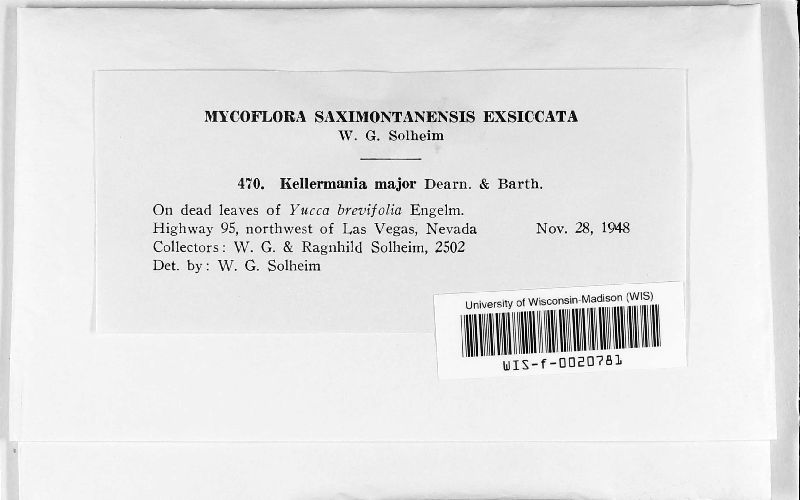 MYCOFLORA SAXIMONTANENSIS EXSICCATA
W. G. Solheim
470. Kellermania major Dearn. & Barth.
On dead leaves of Yucca brevifolia Engelm.
Highway 95, northwest of Las Vegas, Nevada Nov. 28, 1948
Collectors: W. G. & Ragnhild Solheim, 2502
Det. by: W. G. Solheim
University of Wisconsin-Madison (WIS)
WIS-f-0020781